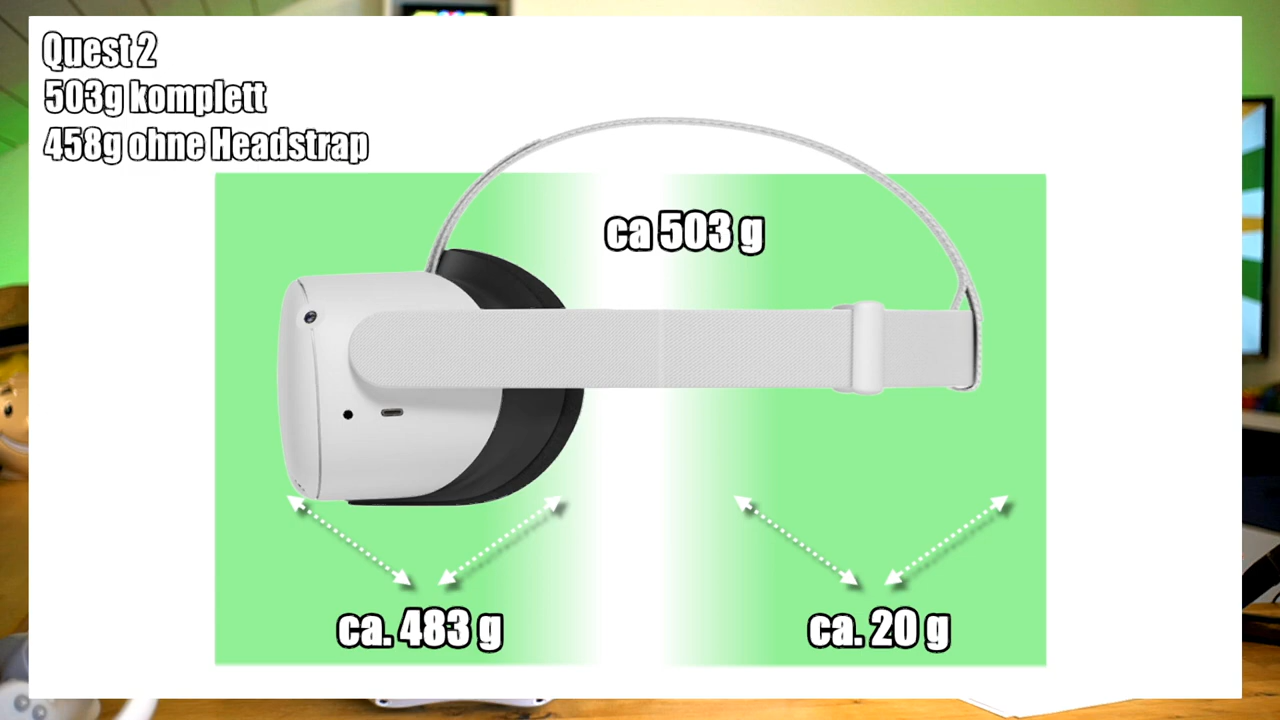 Quest 2
503g komplett
458g ohne Headstrap
ca 503 g
ca. 483 g
ca. 20 g